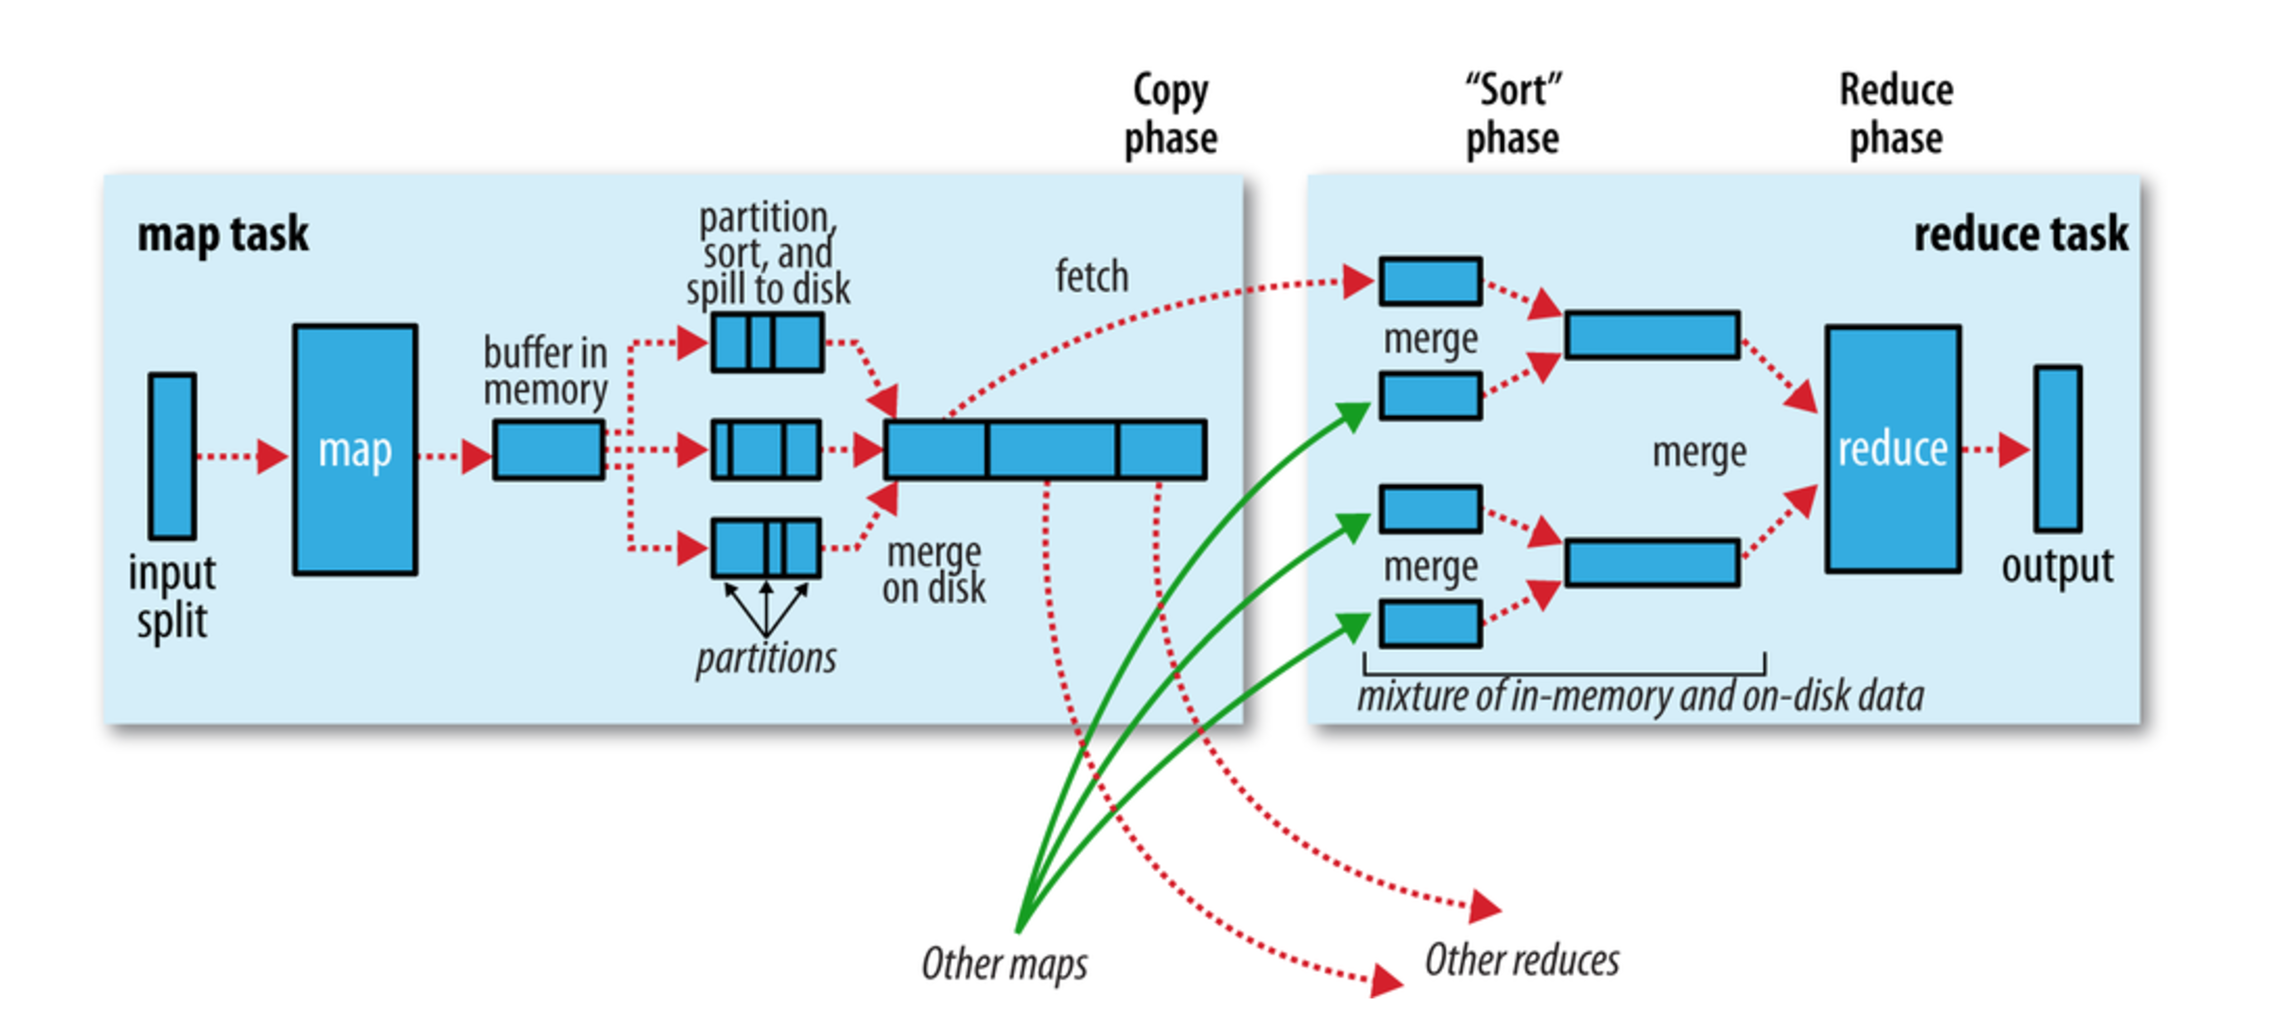 Copy
phase
“Sort”
phase
Reduce
phase
map task
reduce task
partition,
sort, and
spill to disk
fetch
buffer in
memory
map
input
split
partitions
merge
on disk
merge
merge
merge
reduce
output
mixture of in-memory and on-disk data
Other maps
Other reduces